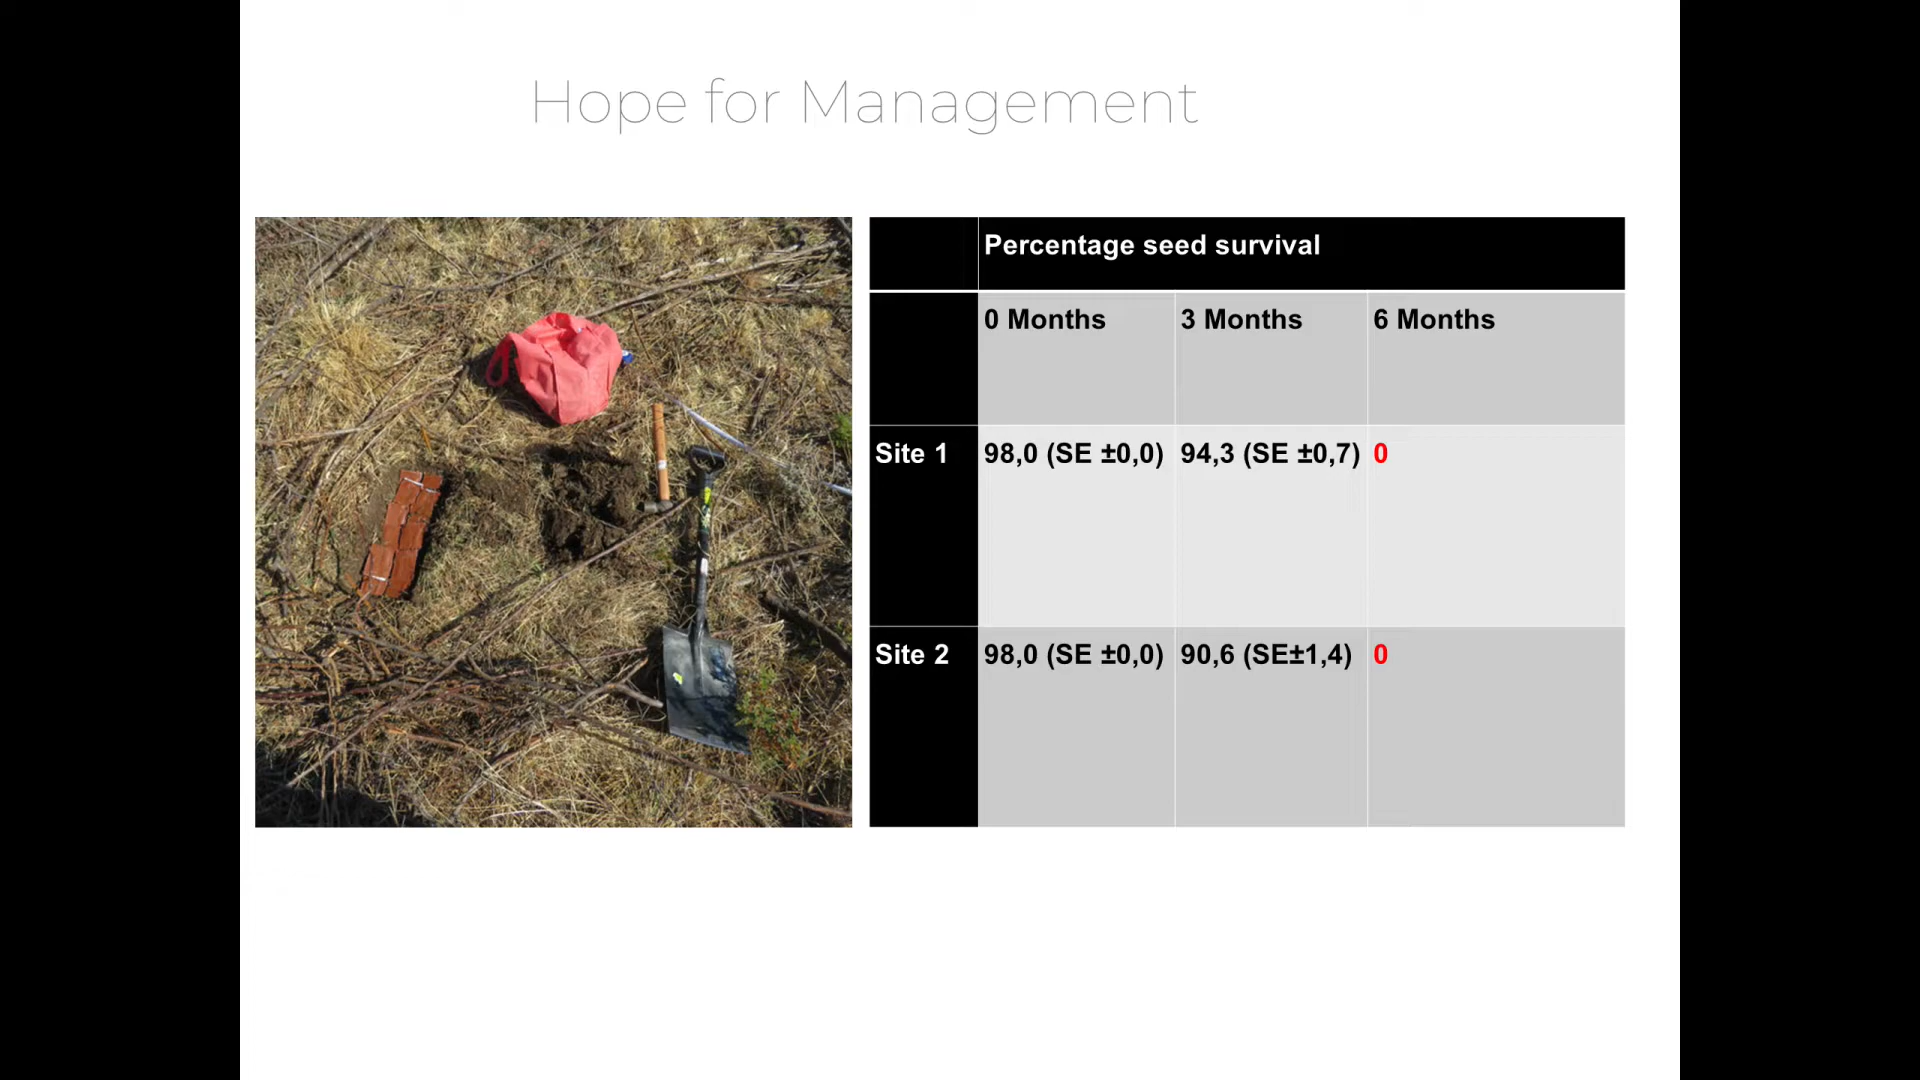 Hope for Management
Percentage seed survival
0 Months 3 Months 6 Months
Site 1 98,0 (SE ±0,0) 94,3 (SE ±0,7) 0
Site 2 98,0 (SE ±0,0) 90,6 (SE±1,4) 0